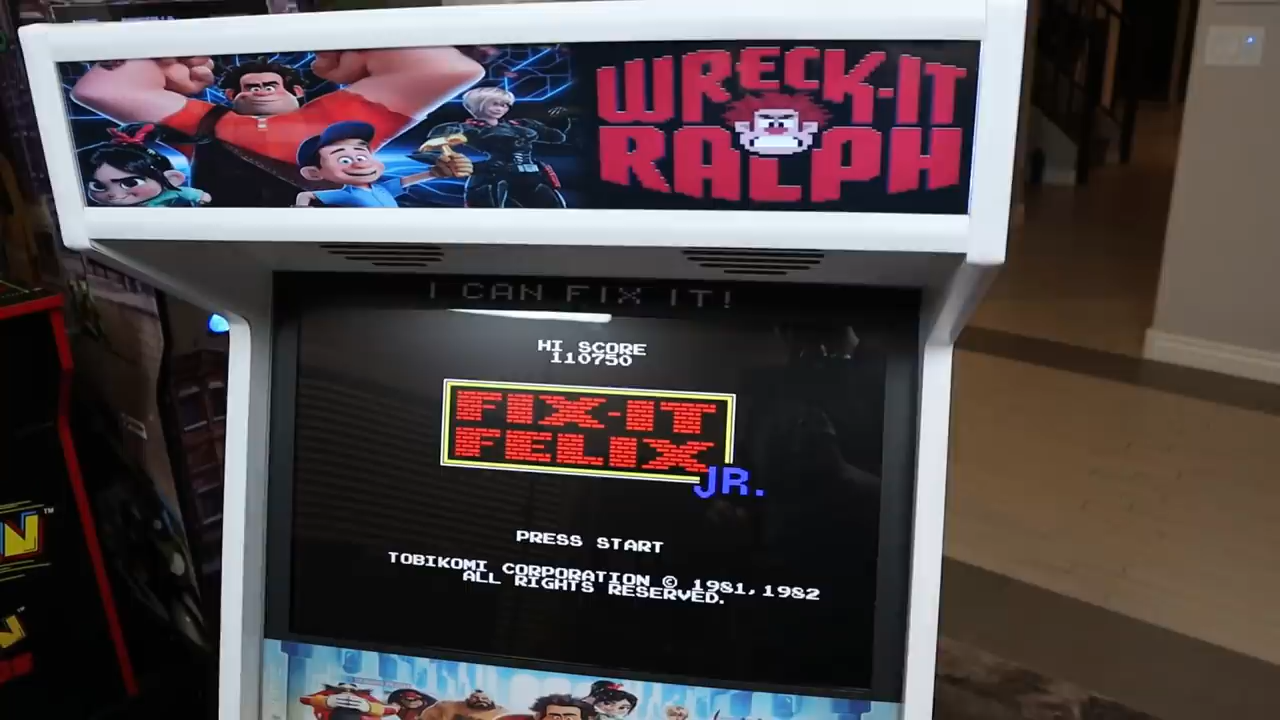 WRECK-IT
RALPH
I CAN FIX IT!
HI SCORE
110750
FIX-IT
FELIX
JR.
PRESS START
TOBIKOMI CORPORATION © 1981,1982
ALL RIGHTS RESERVED.